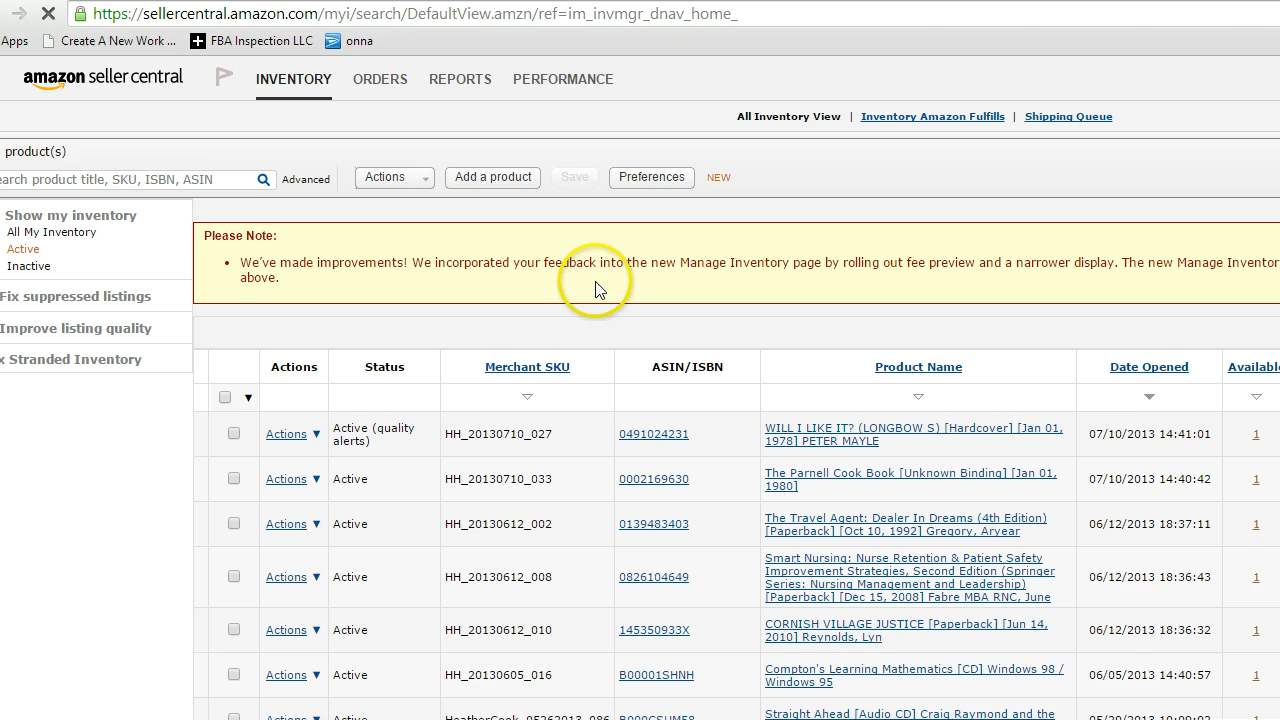 https://sellercentral.amazon.com/myi/search/DefaultView.amzn/ref=im_invmgr_dnav_home_
Apps Create A New Work ... FBA Inspection LLC onna
amazon seller central INVENTORY ORDERS REPORTS PERFORMANCE
All Inventory View | Inventory Amazon Fulfills | Shipping Queue
product(s)
earch product title, SKU, ISBN, ASIN Advanced Actions Add a product Save Preferences NEW
Show my inventory
All My Inventory
Active
Inactive
Fix suppressed listings
Improve listing quality
x Stranded Inventory
Please Note:
• We've made improvements! We incorporated your feedback into the new Manage Inventory page by rolling out fee preview and a narrower display. The new Manage Inventor
above.
Actions Status Merchant SKU ASIN/ISBN Product Name Date Opened Available
Actions Active (quality alerts) HH_20130710_027 0491024231 WILL I LIKE IT? (LONGBOW S) [Hardcover] [Jan 01, 07/10/2013 14:41:01 1
1978] PETER MAYLE
Actions Active HH_20130710_033 0002169630 The Parnell Cook Book [Unknown Binding] [Jan 01, 07/10/2013 14:40:42 1
1980]
Actions Active HH_20130612_002 0139483403 The Travel Agent: Dealer In Dreams (4th Edition) 06/12/2013 18:37:11 1
[Paperback] [Oct 10, 1992] Gregory, Aryear
Smart Nursing: Nurse Retention & Patient Safety
Improvement Strategies, Second Edition (Springer
Actions Active HH_20130612_008 0826104649 Series: Nursing Management and Leadership) 06/12/2013 18:36:43 1
[Paperback] [Dec 15, 2008] Fabre MBA RNC, June
Actions Active HH_20130612_010 145350933X CORNISH VILLAGE JUSTICE [Paperback] [Jun 14, 06/12/2013 18:36:32 1
2010] Reynolds, Lyn
Actions Active HH_20130605_016 B00001SHNH Compton's Learning Mathematics [CD] Windows 98 / 06/05/2013 14:40:57 1
Windows 95
Straight Ahead [Audio CD] Craig Raymond and the